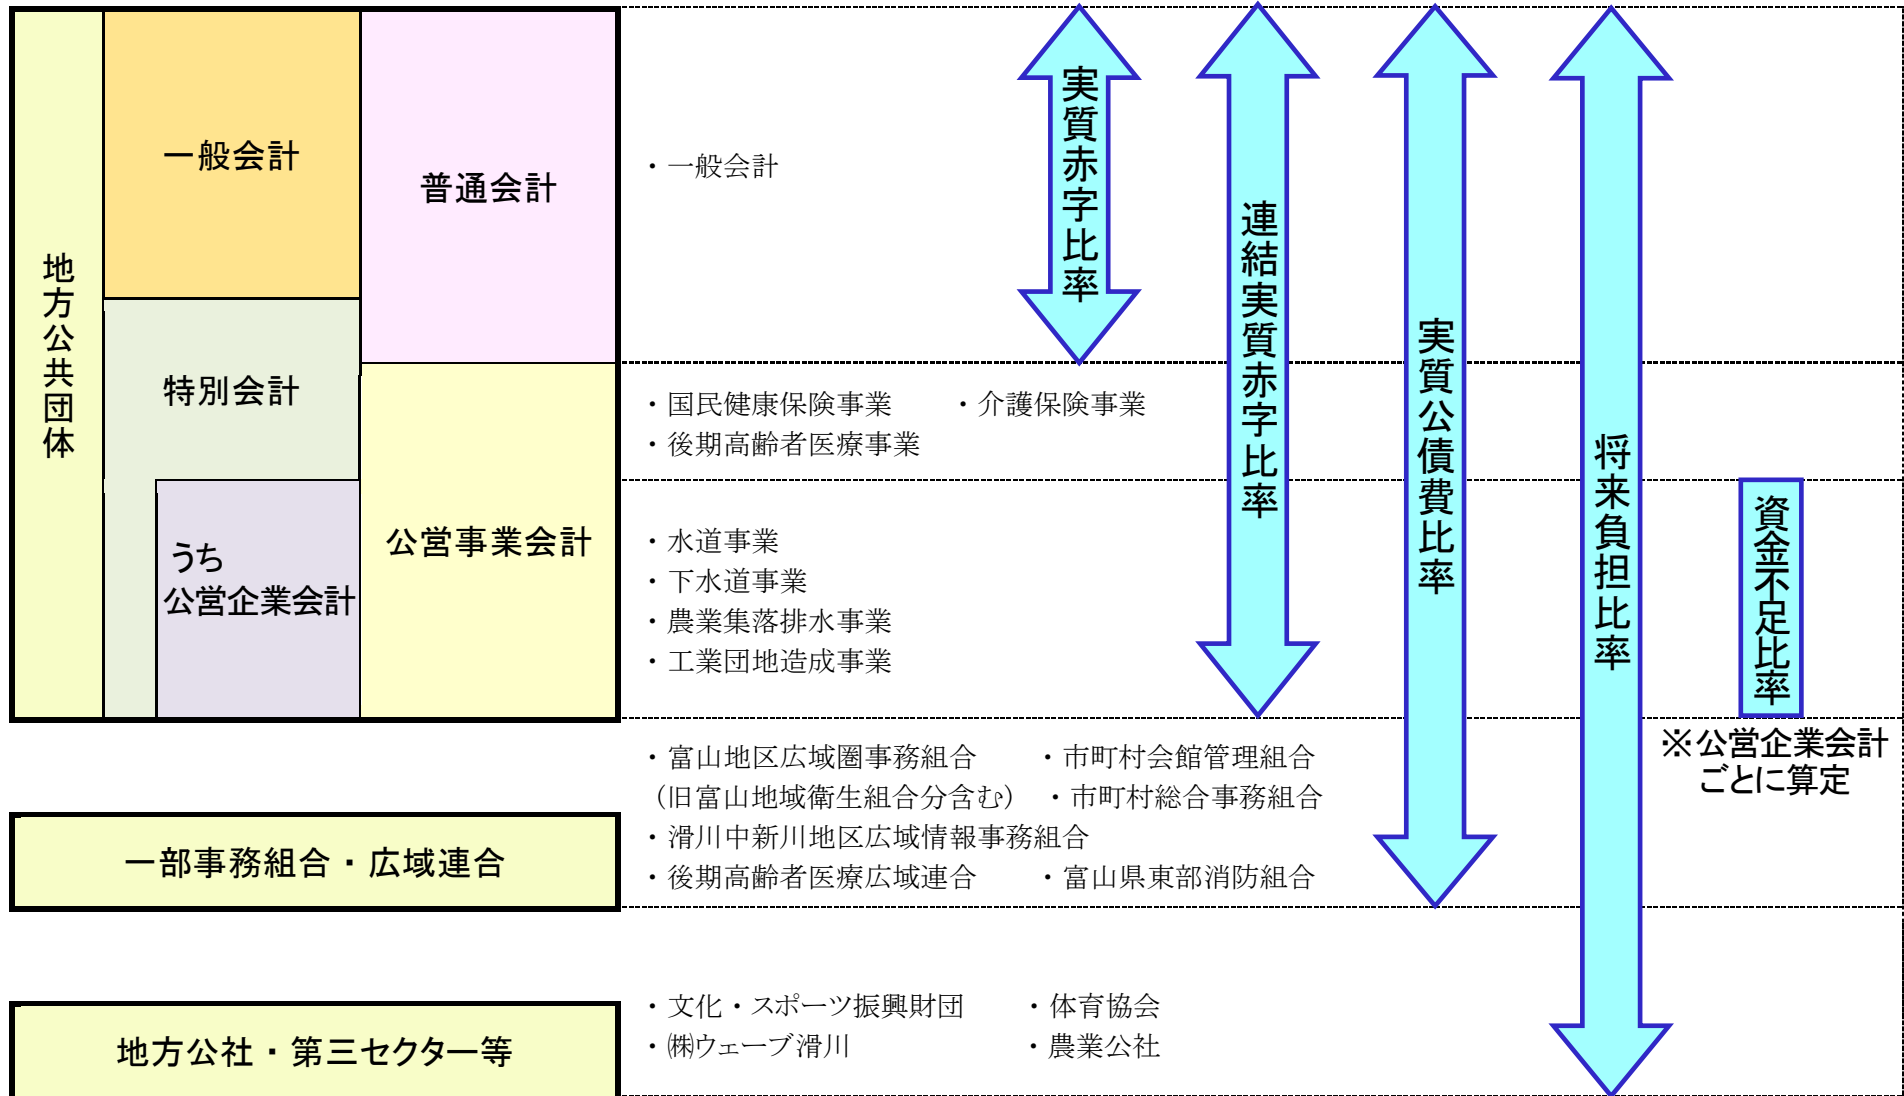 地方公共団体
一般会計
普通会計
特別会計
うち
公営企業会計
公営事業会計
・一般会計
・国民健康保険事業　・介護保険事業
・後期高齢者医療事業
・水道事業
・下水道事業
・農業集落排水事業
・工業団地造成事業
実質赤字比率
連結実質赤字比率
実質公債費比率
将来負担比率
資金不足比率
※公営企業会計
ごとに算定
一部事務組合・広域連合
・富山地区広域圏事務組合　・市町村会館管理組合
（旧富山地域衛生組合分含む）　・市町村総合事務組合
・滑川中新川地区広域情報事務組合
・後期高齢者医療広域連合　・富山県東部消防組合
地方公社・第三セクター等
・文化・スポーツ振興財団　・体育協会
・㈱ウェーブ滑川　・農業公社